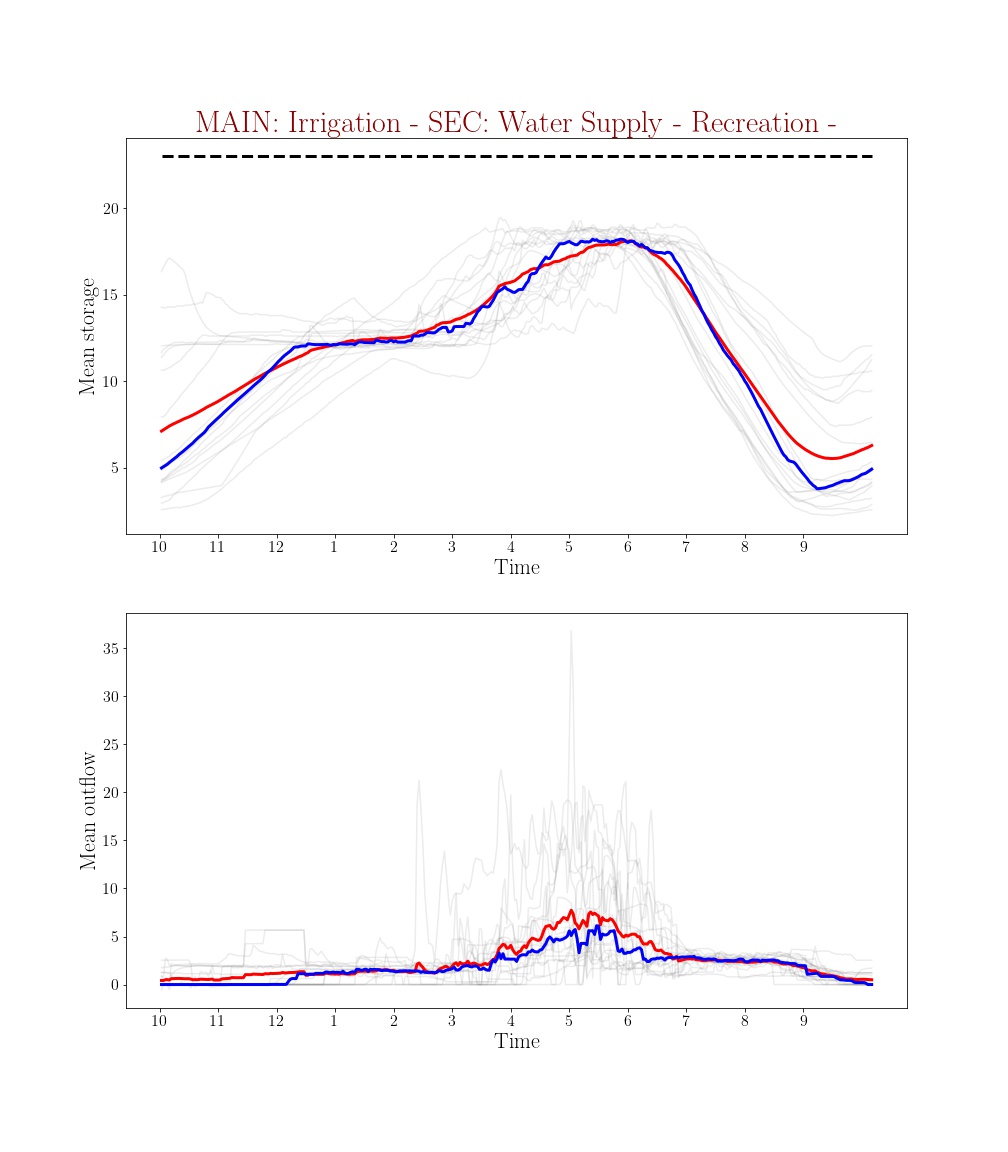 MAIN: Irrigation - SEC: Water Supply - Recreation -
Mean storage
20
15
10
5
10 11 12 1 2 3 4 5 6 7 8 9
Time
Mean outflow
35
30
25
20
15
10
5
0
10 11 12 1 2 3 4 5 6 7 8 9
Time